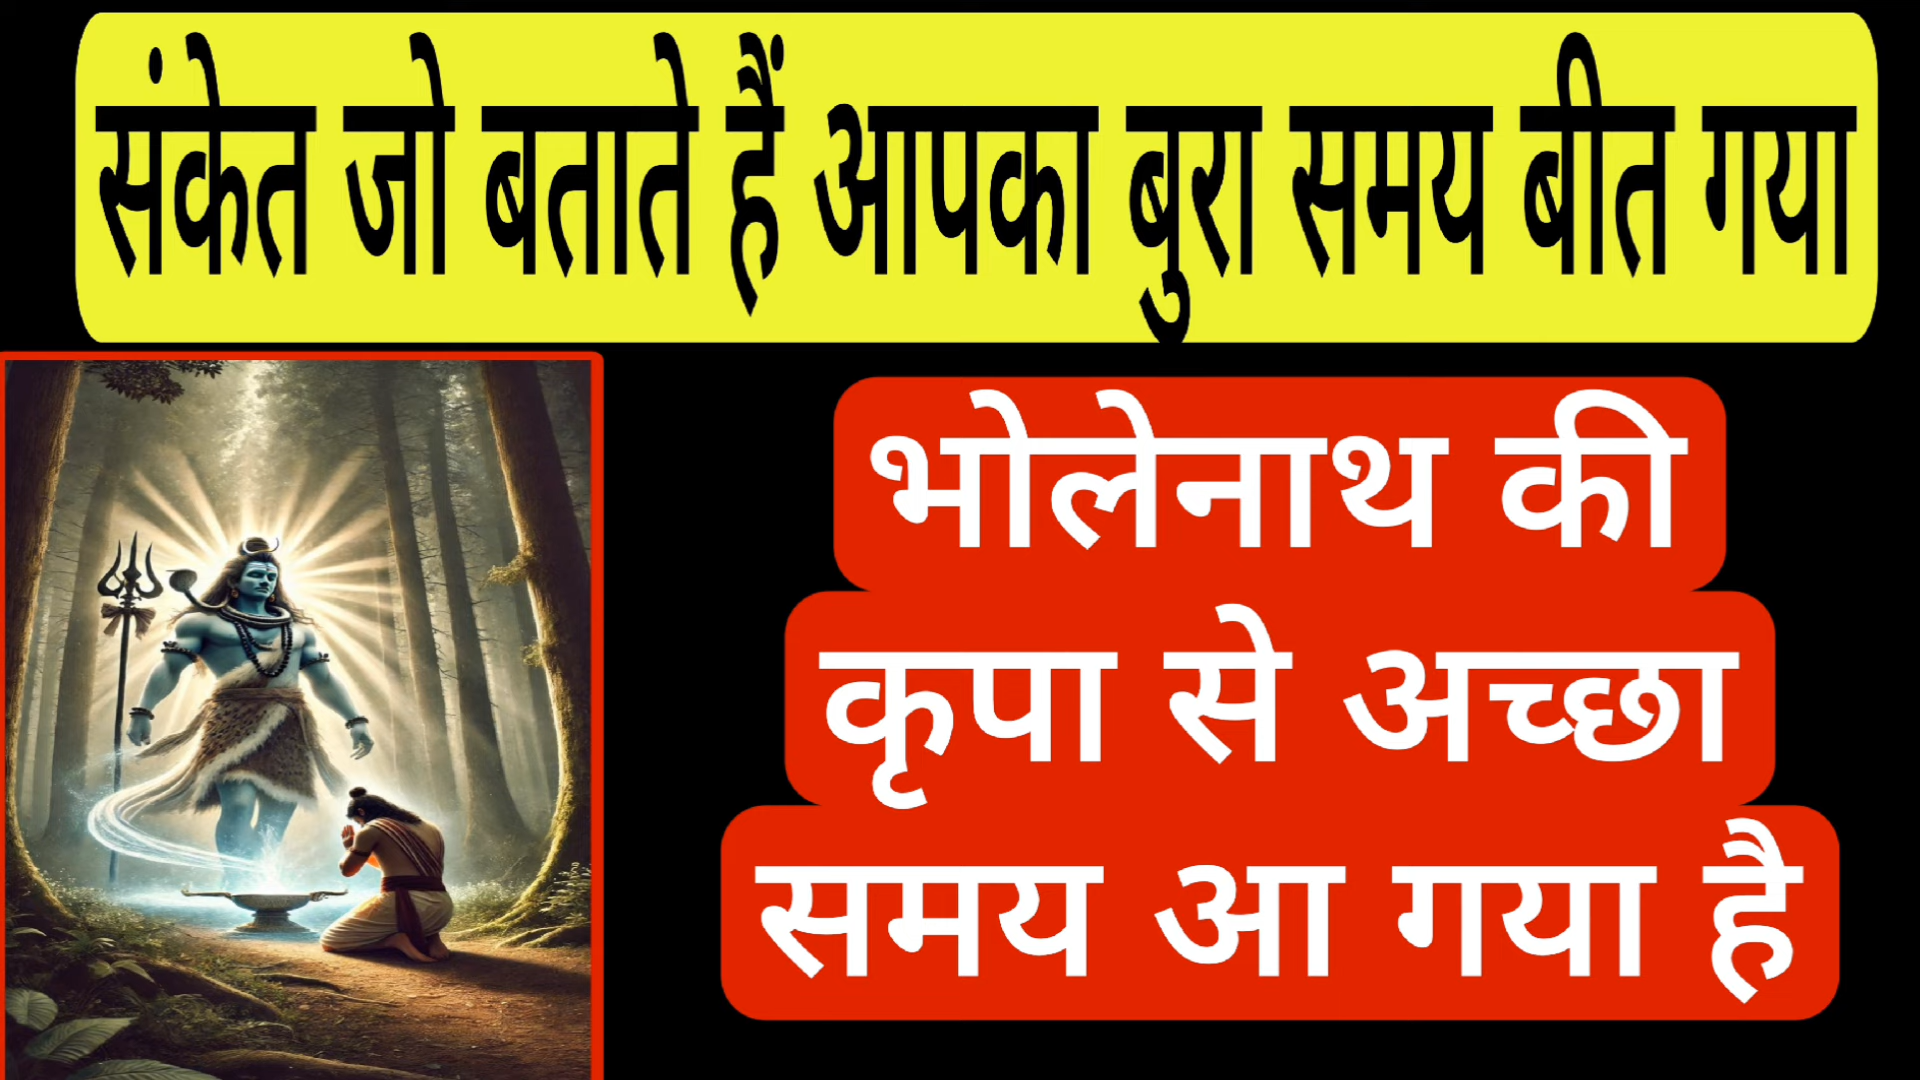 संकेत जो बताते हैं आपका बुरा समय बीत गया
भोलेनाथ की
कृपा से अच्छा
समय आ गया है